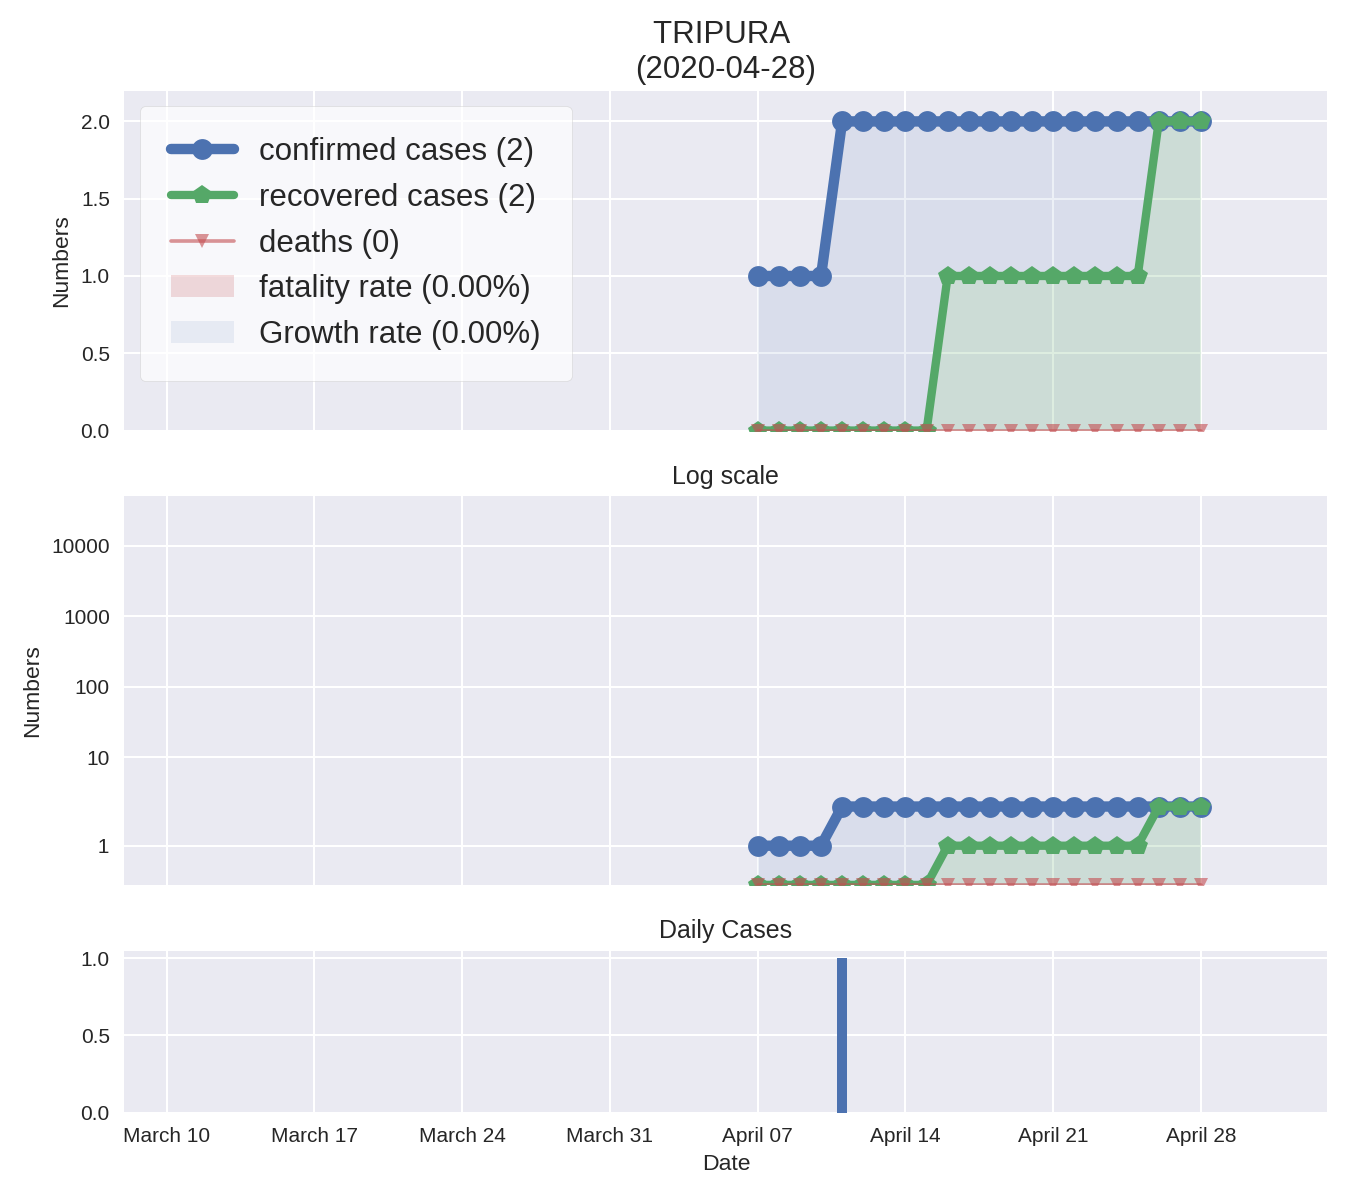 TRIPURA
(2020-04-28)
2.0
1.5
1.0
0.5
0.0
Numbers
confirmed cases (2)
recovered cases (2)
deaths (0)
fatality rate (0.00%)
Growth rate (0.00%)
Log scale
10000
1000
100
10
1
Numbers
Daily Cases
1.0
0.5
0.0
March 10 March 17 March 24 March 31 April 07 April 14 April 21 April 28
Date